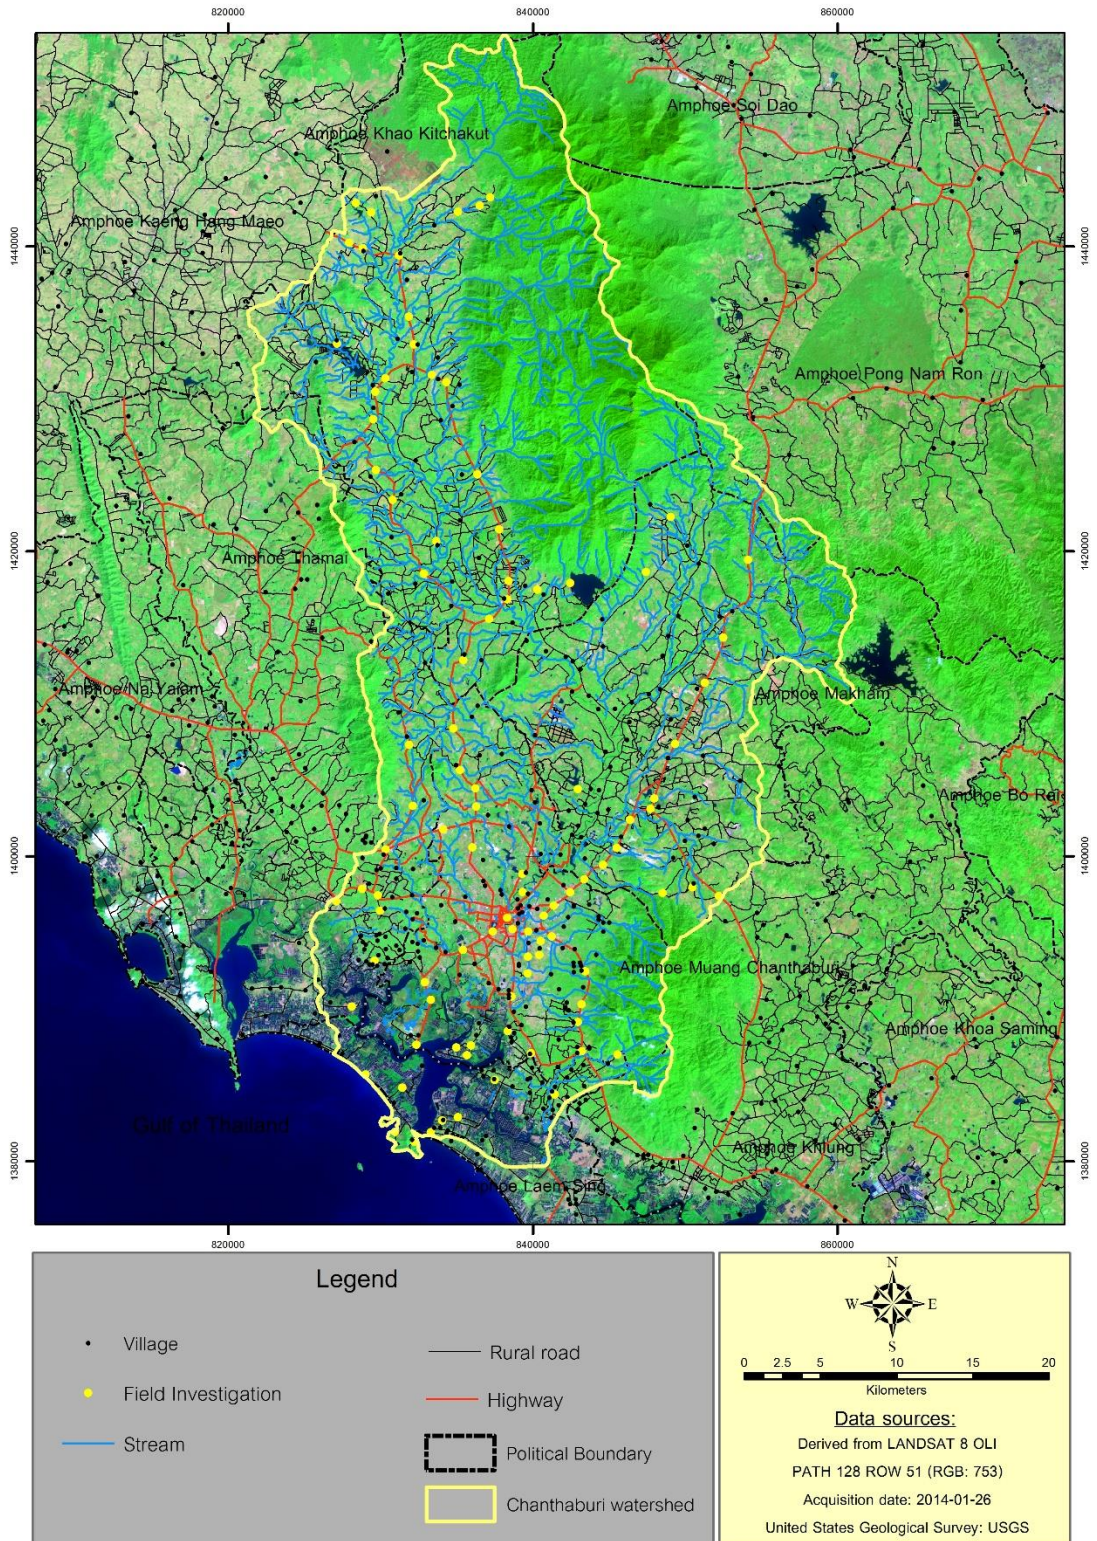 820000
840000
860000
Amphoe Soi Dao
Amphoe Khao Kitchakut
Amphoe Kaeng Hang Maeo
1440000
1440000
Amphoe Pong Nam Ron
1420000
1420000
Amphoe Thamai
Amphoe Na Yaiam
Amphoe Makham
Amphoe Bo Rai
1400000
1400000
Amphoe Muang Chanthaburi
Amphoe Khoa Saming
Gulf of Thailand
Amphoe Khlung
1380000
1380000
Amphoe Laem Sing
820000
840000
860000
Legend
Village
Field Investigation
Stream
Rural road
Highway
Political Boundary
Chanthaburi watershed
N
W
E
S
0 2.5 5 10 15 20
Kilometers
Data sources:
Derived from LANDSAT 8 OLI
PATH 128 ROW 51 (RGB: 753)
Acquisition date: 2014-01-26
United States Geological Survey: USGS